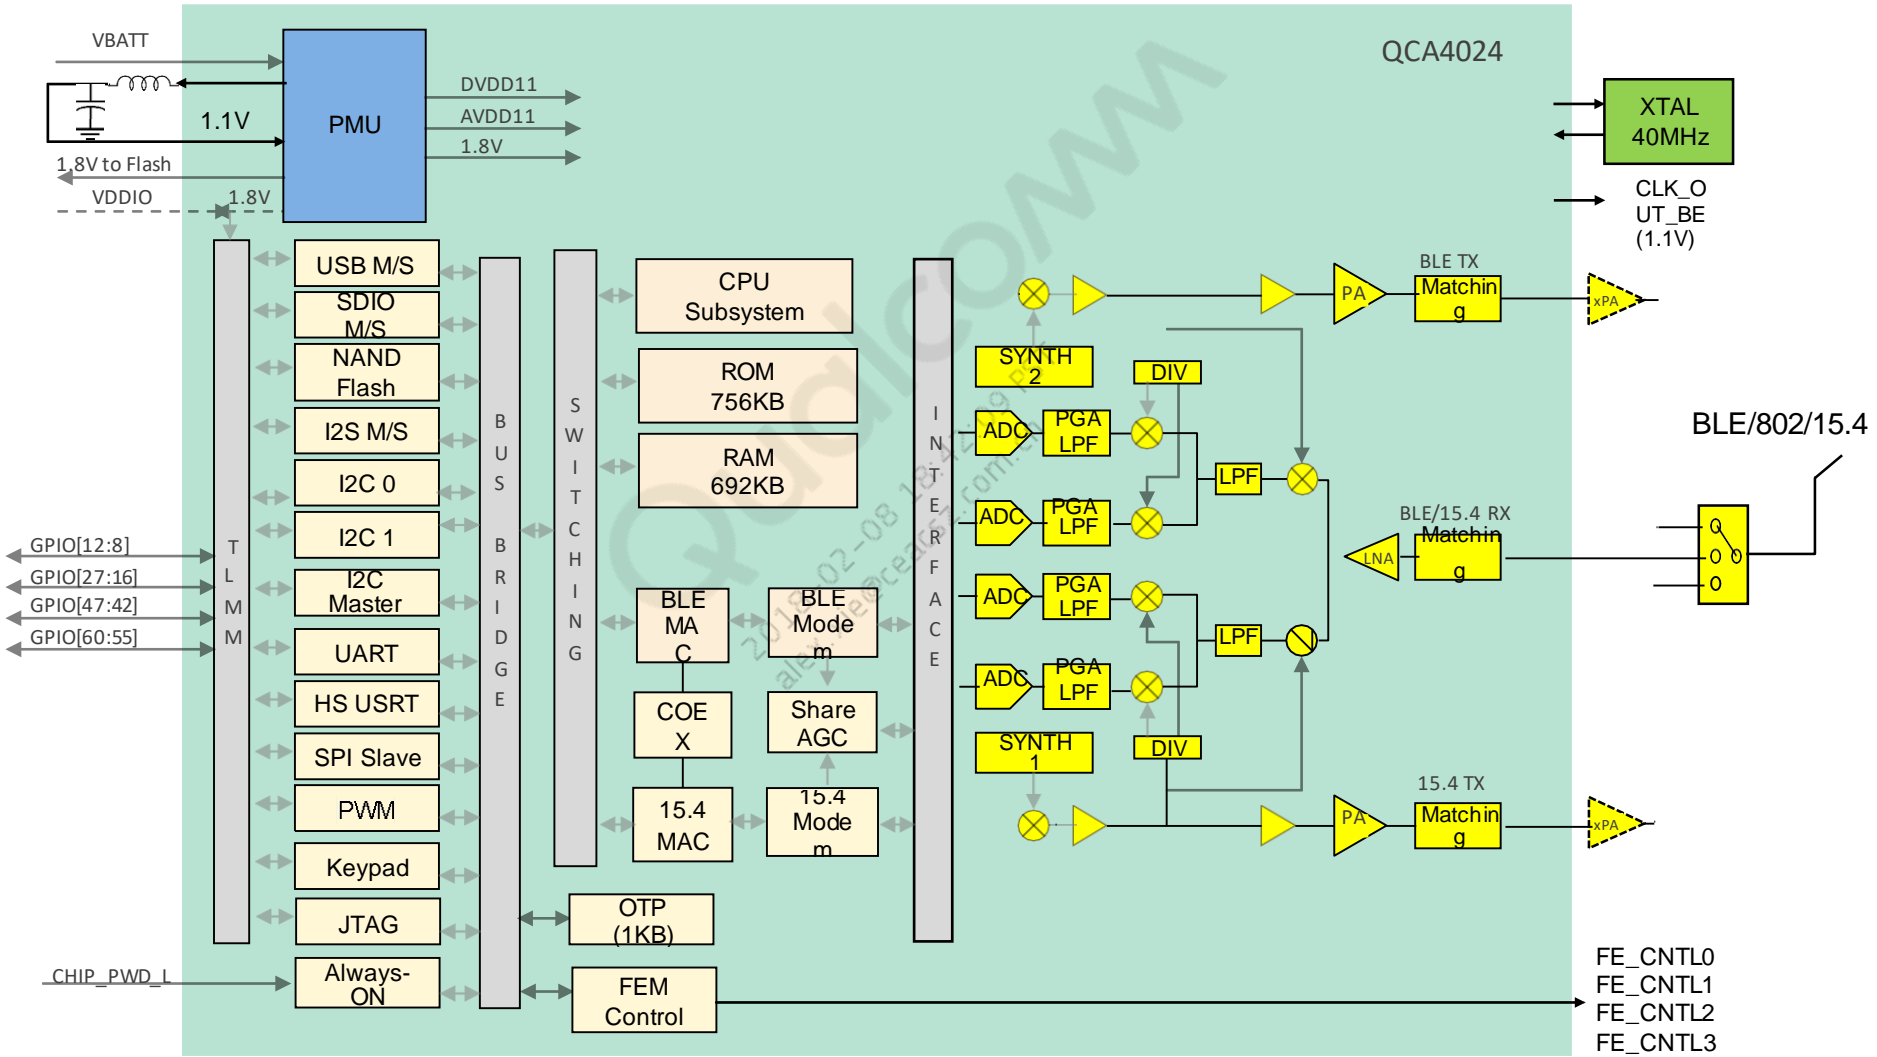 QCA4024
VBATT
1.1V
1.8V to Flash
VDDIO
1.8V
PMU
DVDD11
AVDD11
1.8V
XTAL
40MHz
CLK_O
UT_BE
(1.1V)
USB M/S
SDIO
M/S
NAND
Flash
I2S M/S
I2C 0
I2C 1
I2C
Master
UART
HS USRT
SPI Slave
PWM
Keypad
JTAG
Always-
ON
GPIO[12:8]
GPIO[27:16]
GPIO[47:42]
GPIO[60:55]
CHIP_PWD_L
TLMM
BUS BRIDGE
SWITCHING
INTERFACE
CPU
Subsystem
ROM
756KB
RAM
692KB
BLE
MA
C
BLE
Mode
m
COE
X
Share
AGC
15.4
MAC
15.4
Mode
m
OTP
(1KB)
FEM
Control
SYNTH
2
DIV
ADC
PGA
LPF
ADC
PGA
LPF
ADC
PGA
LPF
ADC
PGA
LPF
LPF
LPF
SYNTH
1
DIV
PA
BLE TX
Matchin
g
xPA
BLE/15.4 RX
LNA
Matchin
g
BLE/802/15.4
15.4 TX
PA
Matchin
g
xPA
FE_CNTL0
FE_CNTL1
FE_CNTL2
FE_CNTL3
Qualcomm